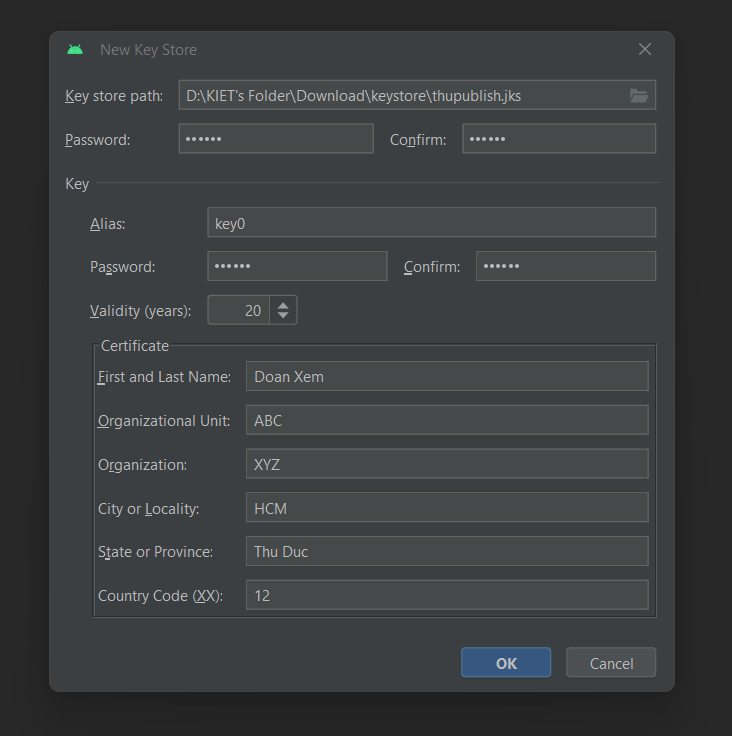 New Key Store
Key store path: D:\KIET's Folder\Download\keystore\thupublish.jks
Password: •••••• Confirm: ••••••
Key
Alias: key0
Password: •••••• Confirm: ••••••
Validity (years): 20
Certificate
First and Last Name: Doan Xem
Organizational Unit: ABC
Organization: XYZ
City or Locality: HCM
State or Province: Thu Duc
Country Code (XX): 12
OK Cancel